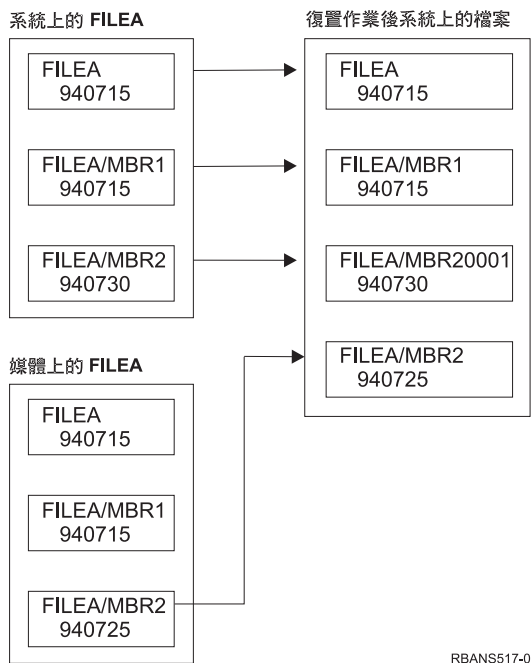 系統上的 FILEA
FILEA
940715
FILEA/MBR1
940715
FILEA/MBR2
940730
媒體上的 FILEA
FILEA
940715
FILEA/MBR1
940715
FILEA/MBR2
940725
復置作業後系統上的檔案
FILEA
940715
FILEA/MBR1
940715
FILEA/MBR20001
940730
FILEA/MBR2
940725
RBANS517-0